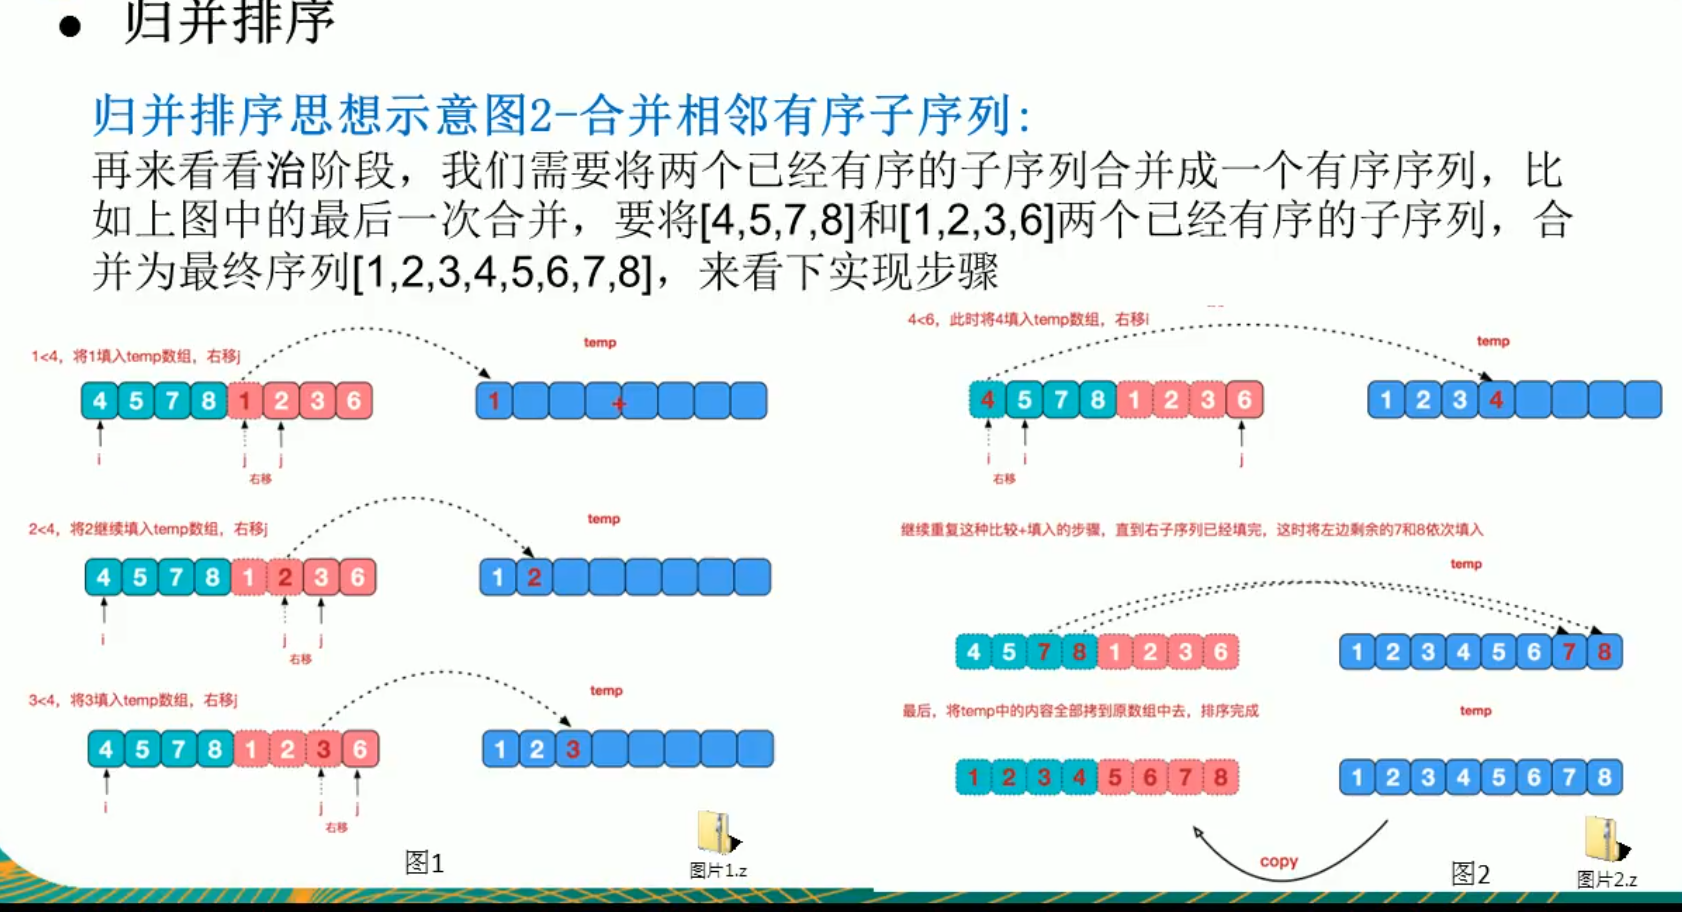 归并排序
归并排序思想示意图2-合并相邻有序子序列:
再来看看治阶段，我们需要将两个已经有序的子序列合并成一个有序序列，比
如上图中的最后一次合并，要将[4,5,7,8]和[1,2,3,6]两个已经有序的子序列，合
并为最终序列[1,2,3,4,5,6,7,8]，来看下实现步骤
1<4，将1填入temp数组，右移j
temp
4 5 7 8 1 2 3 6
1 +
i j j
右移
2<4，将2继续填入temp数组，右移j
temp
4 5 7 8 1 2 3 6
1 2
i j j
右移
3<4，将3填入temp数组，右移j
temp
4 5 7 8 1 2 3 6
1 2 3
i j j
右移
图1
图片1.z
4<6，此时将4填入temp数组，右移i
temp
4 5 7 8 1 2 3 6
1 2 3 4
i i j
右移
继续重复这种比较+填入的步骤，直到右子序列已经填完，这时将左边剩余的7和8依次填入
temp
4 5 7 8 1 2 3 6
1 2 3 4 5 6 7 8
最后，将temp中的内容全部拷到原数组中去，排序完成
temp
1 2 3 4 5 6 7 8
1 2 3 4 5 6 7 8
copy
图2
图片2.z